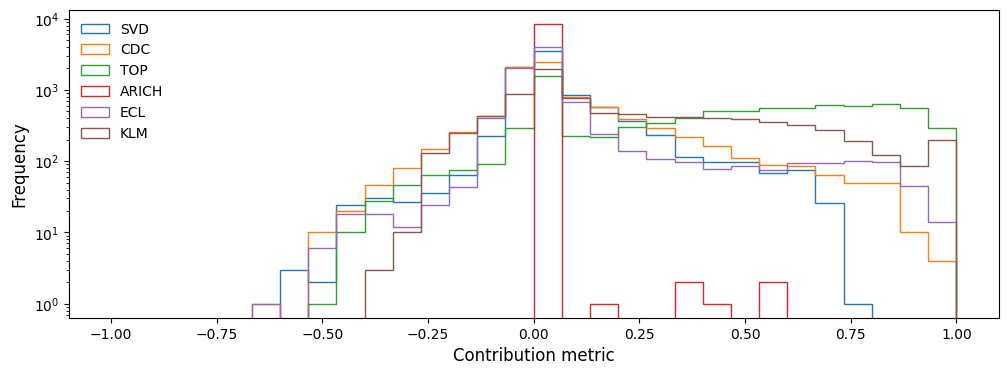 10⁴
10³
10²
10¹
10⁰
Frequency
SVD
CDC
TOP
ARICH
ECL
KLM
−1.00 −0.75 −0.50 −0.25 0.00 0.25 0.50 0.75 1.00
Contribution metric